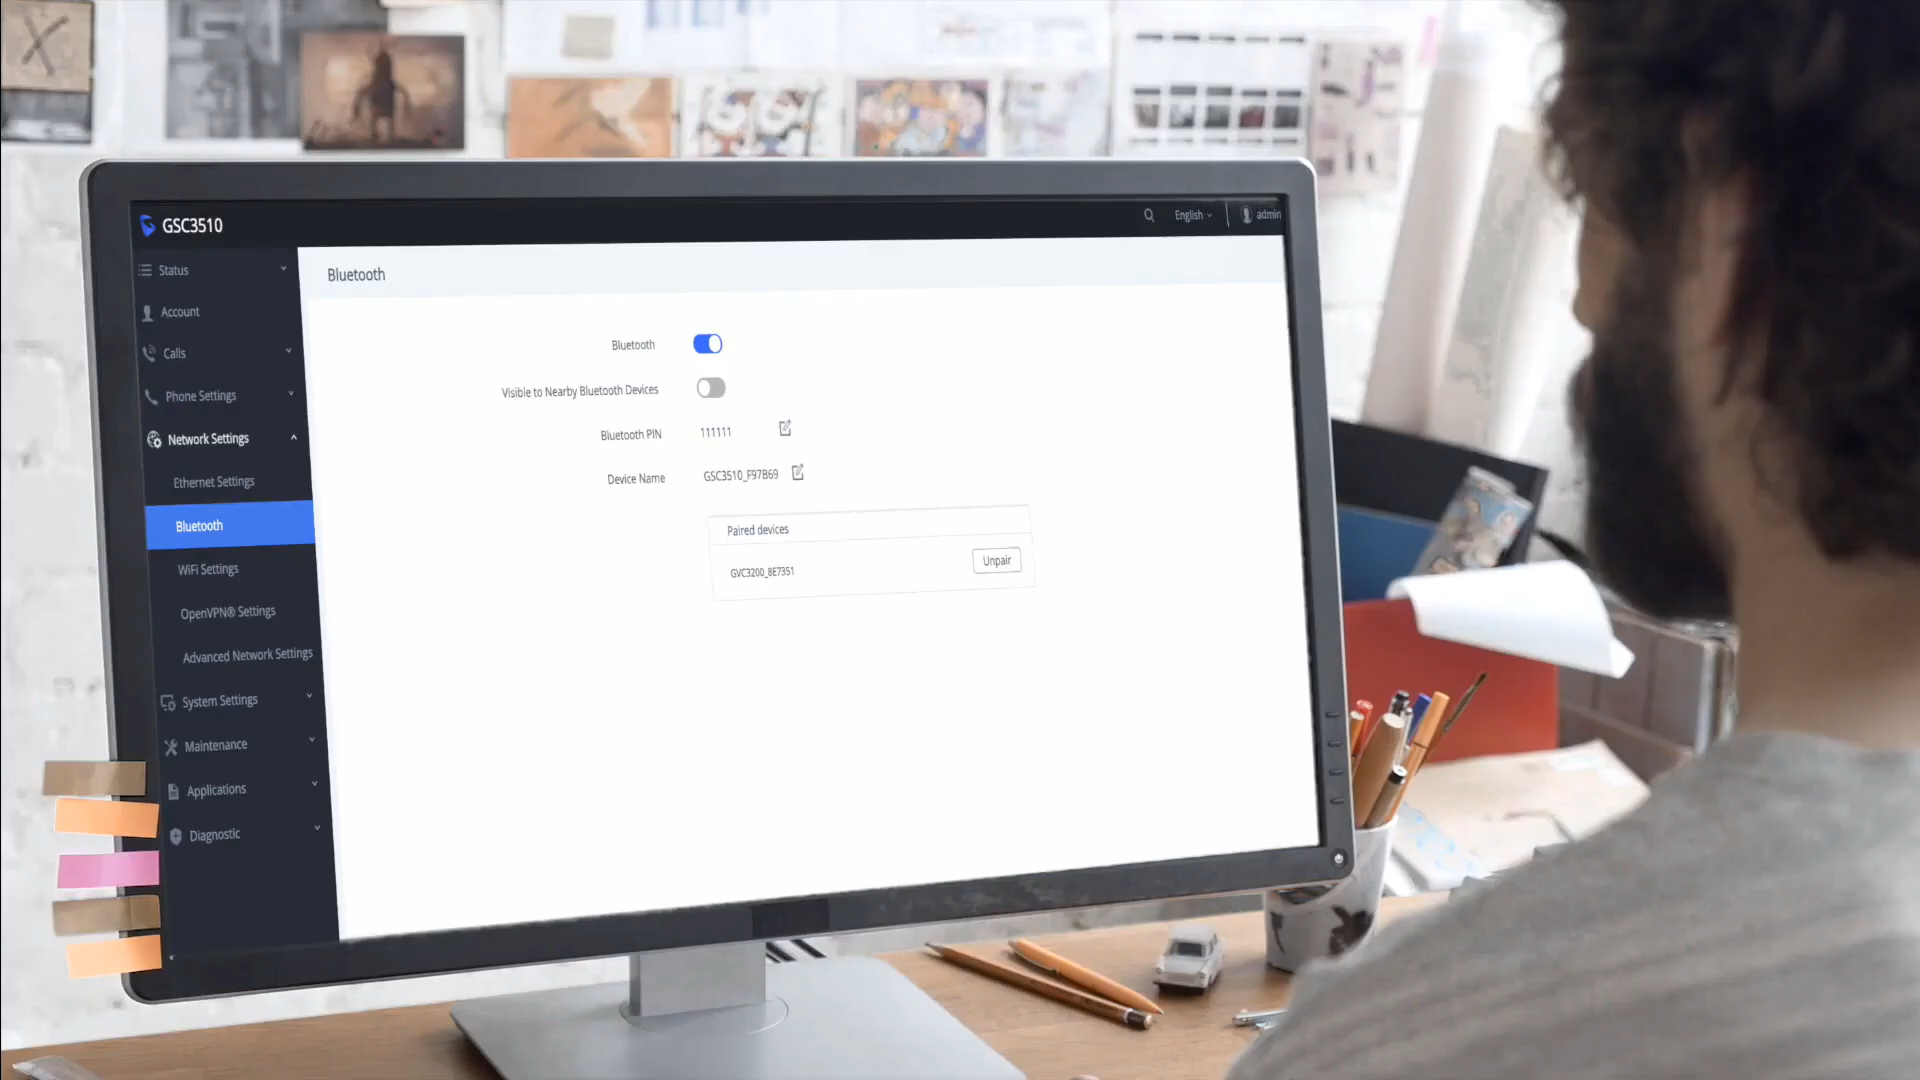 GSC3510
English
admin
Status
Account
Calls
Phone Settings
Network Settings
Ethernet Settings
Bluetooth
WiFi Settings
OpenVPN® Settings
Advanced Network Settings
System Settings
Maintenance
Applications
Diagnostic
Bluetooth
Bluetooth
Visible to Nearby Bluetooth Devices
Bluetooth PIN 111111
Device Name GSC3510_F97B69
Paired devices
GVC3200_8E7351 Unpair